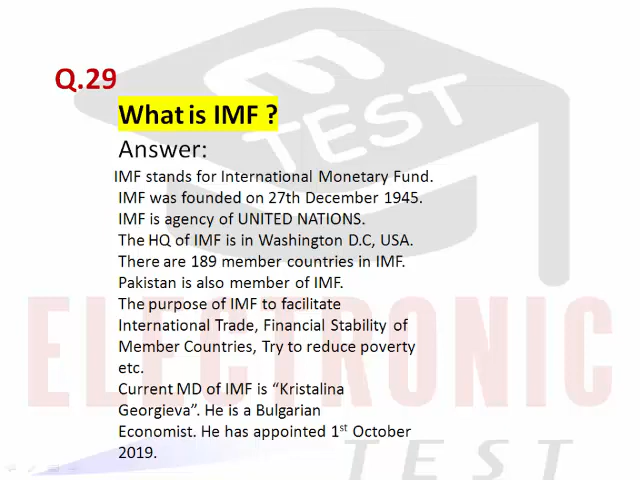 Q.29
What is IMF ?
Answer:
IMF stands for International Monetary Fund.
IMF was founded on 27th December 1945.
IMF is agency of UNITED NATIONS.
The HQ of IMF is in Washington D.C, USA.
There are 189 member countries in IMF.
Pakistan is also member of IMF.
The purpose of IMF to facilitate
International Trade, Financial Stability of
Member Countries, Try to reduce poverty
etc.
Current MD of IMF is “Kristalina
Georgieva”. He is a Bulgarian
Economist. He has appointed 1st October
2019.
E TEST
ELECTRONIC
TEST